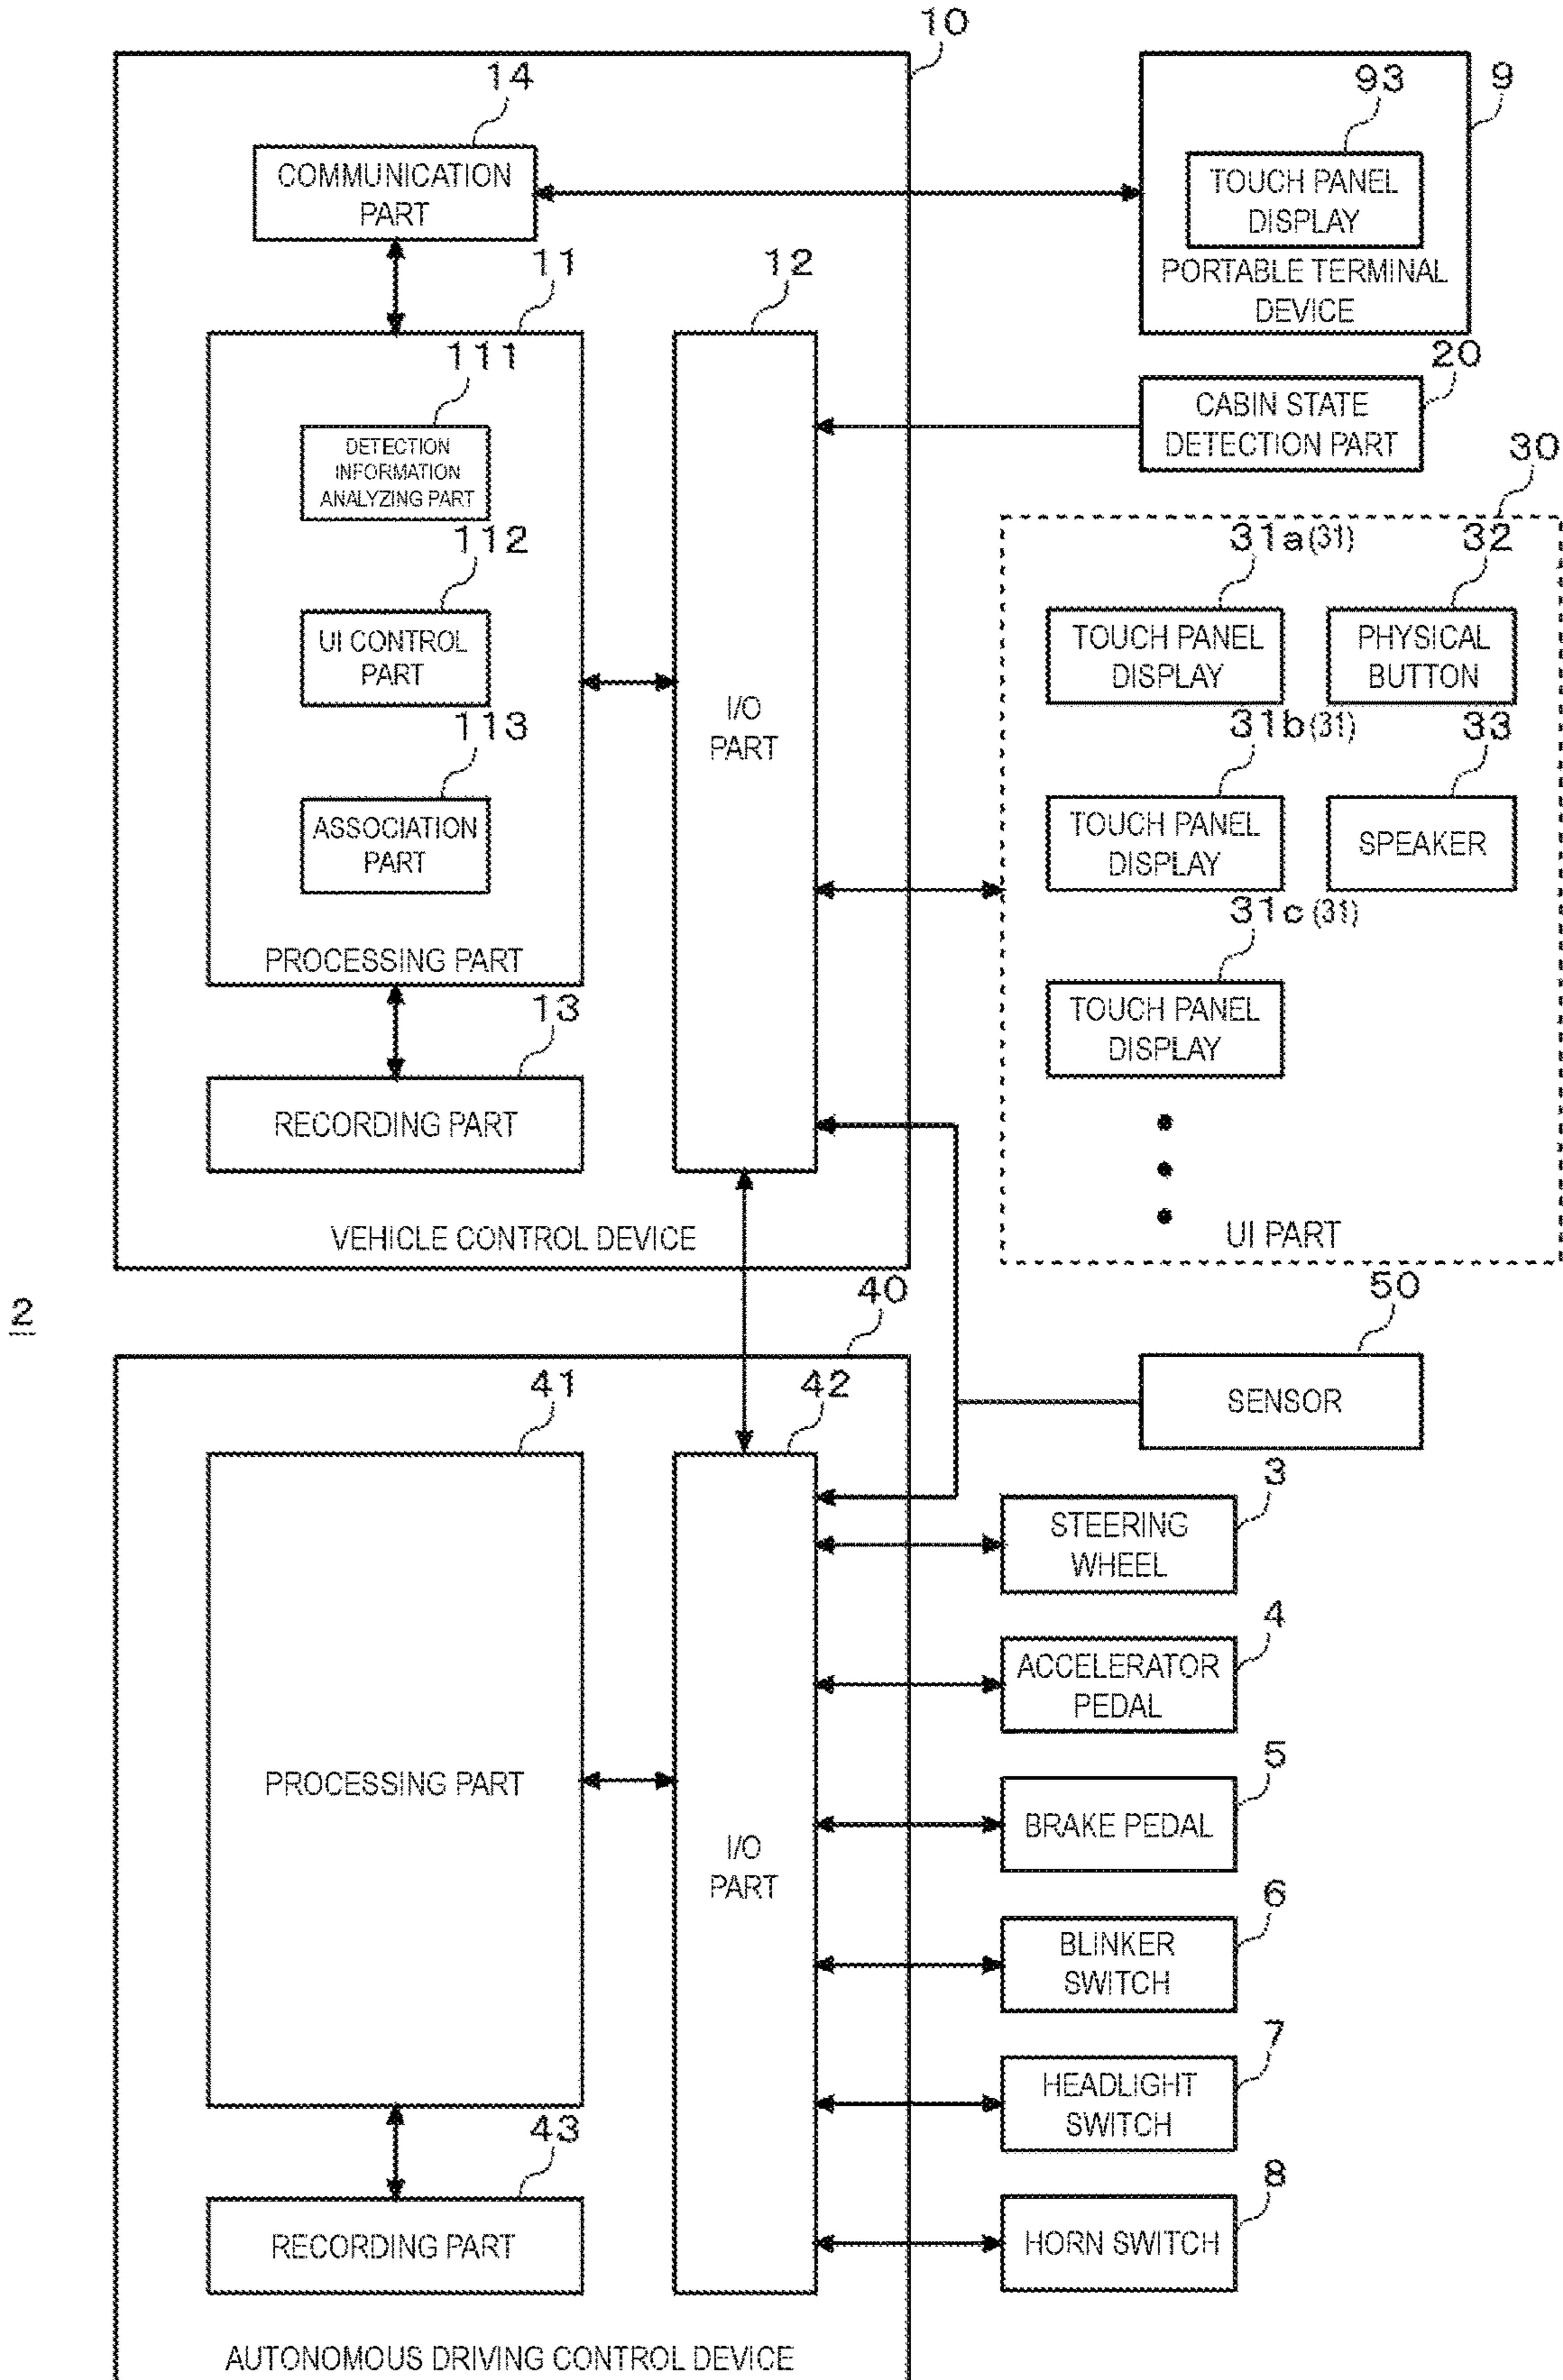 10
14
COMMUNICATION
PART
93
9
TOUCH PANEL
DISPLAY
PORTABLE TERMINAL
DEVICE
11
12
111
DETECTION
INFORMATION
ANALYZING PART
112
UI CONTROL
PART
113
ASSOCIATION
PART
PROCESSING PART
I/O
PART
13
RECORDING PART
VEHICLE CONTROL DEVICE
20
CABIN STATE
DETECTION PART
30
31a (31)
32
TOUCH PANEL
DISPLAY
PHYSICAL
BUTTON
31b (31)
33
TOUCH PANEL
DISPLAY
SPEAKER
31c (31)
TOUCH PANEL
DISPLAY
UI PART
2
40
50
SENSOR
41
42
PROCESSING PART
I/O
PART
43
RECORDING PART
AUTONOMOUS DRIVING CONTROL DEVICE
3
STEERING
WHEEL
4
ACCELERATOR
PEDAL
5
BRAKE PEDAL
6
BLINKER
SWITCH
7
HEADLIGHT
SWITCH
8
HORN SWITCH